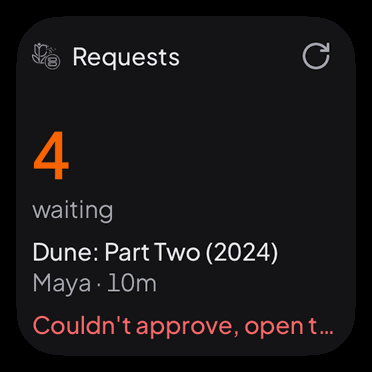 Requests
4
waiting
Dune: Part Two (2024)
Maya · 10m
Couldn't approve, open t…